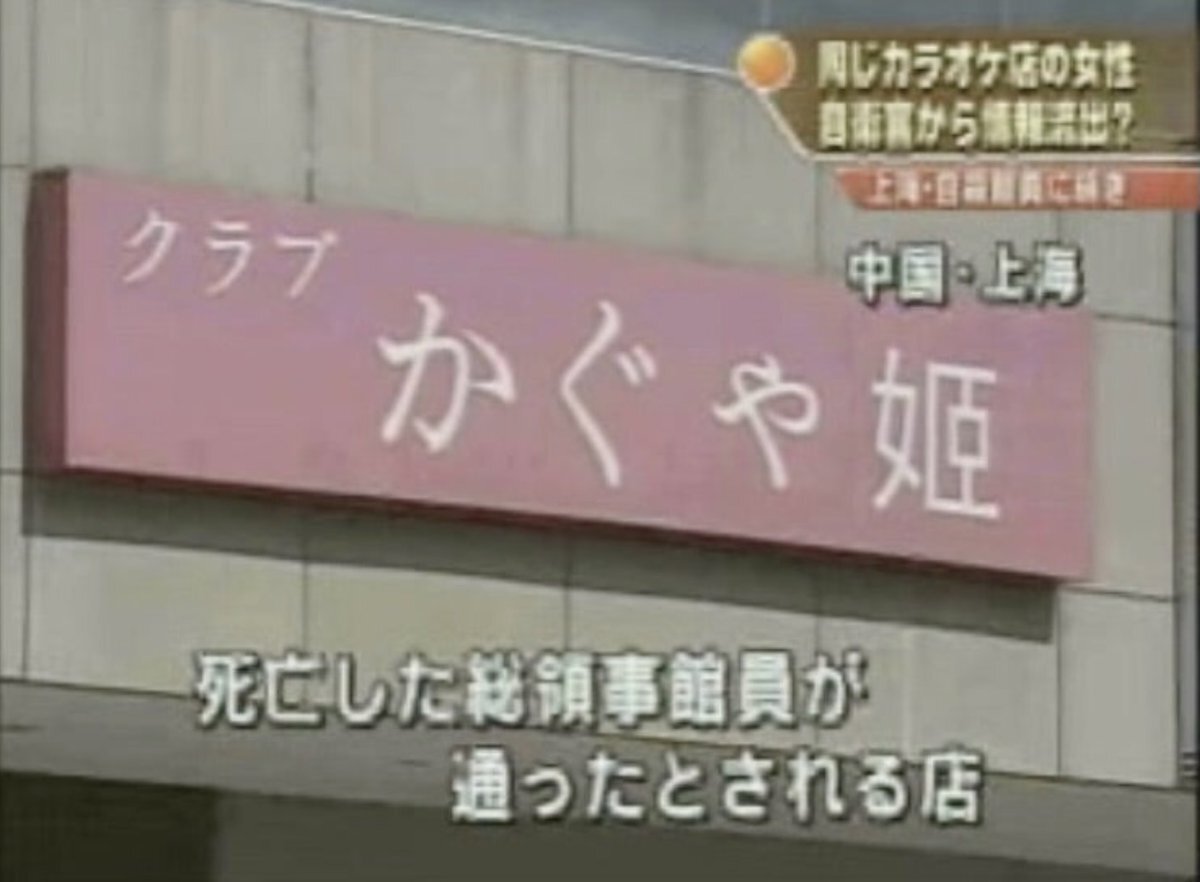 同じカラオケ店の女性
自衛官から情報流出?
上海・自殺館員に続き
中国・上海
クラブ
かぐや姫
死亡した総領事館員が
通ったとされる店